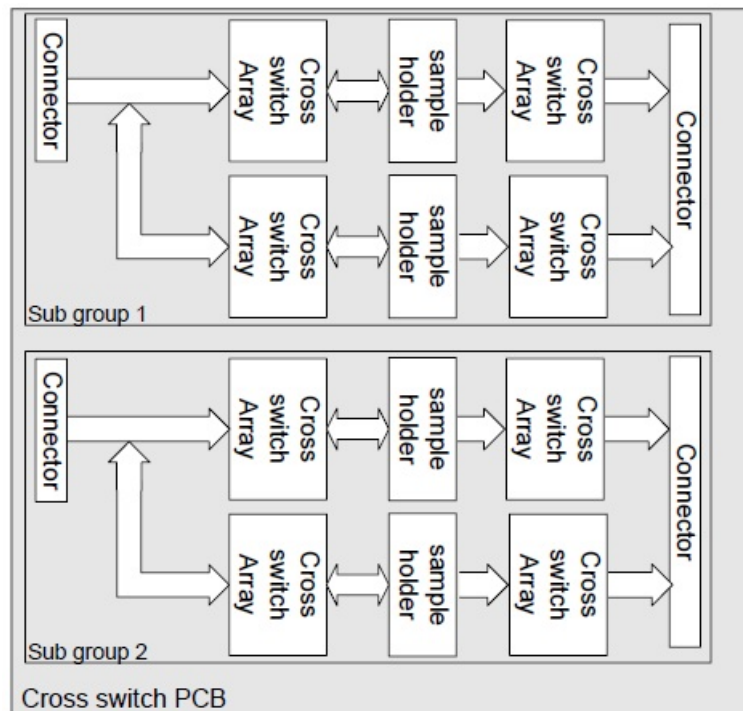 Connector
Cross
switch
Array
sample
holder
Cross
switch
Array
Connector
Cross
switch
Array
sample
holder
Cross
switch
Array
Sub group 1
Connector
Cross
switch
Array
sample
holder
Cross
switch
Array
Connector
Cross
switch
Array
sample
holder
Cross
switch
Array
Sub group 2
Cross switch PCB